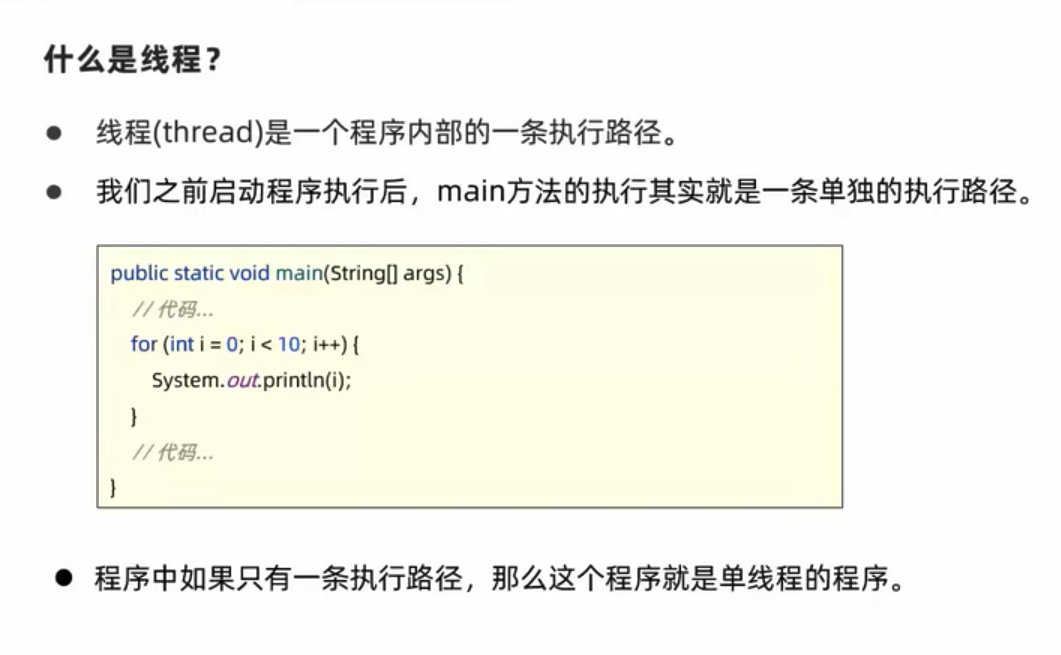 什么是线程？
● 线程(thread)是一个程序内部的一条执行路径。
● 我们之前启动程序执行后，main方法的执行其实就是一条单独的执行路径。
public static void main(String[] args) {
// 代码...
for (int i = 0; i < 10; i++) {
System.out.println(i);
}
// 代码...
}
● 程序中如果只有一条执行路径，那么这个程序就是单线程的程序。